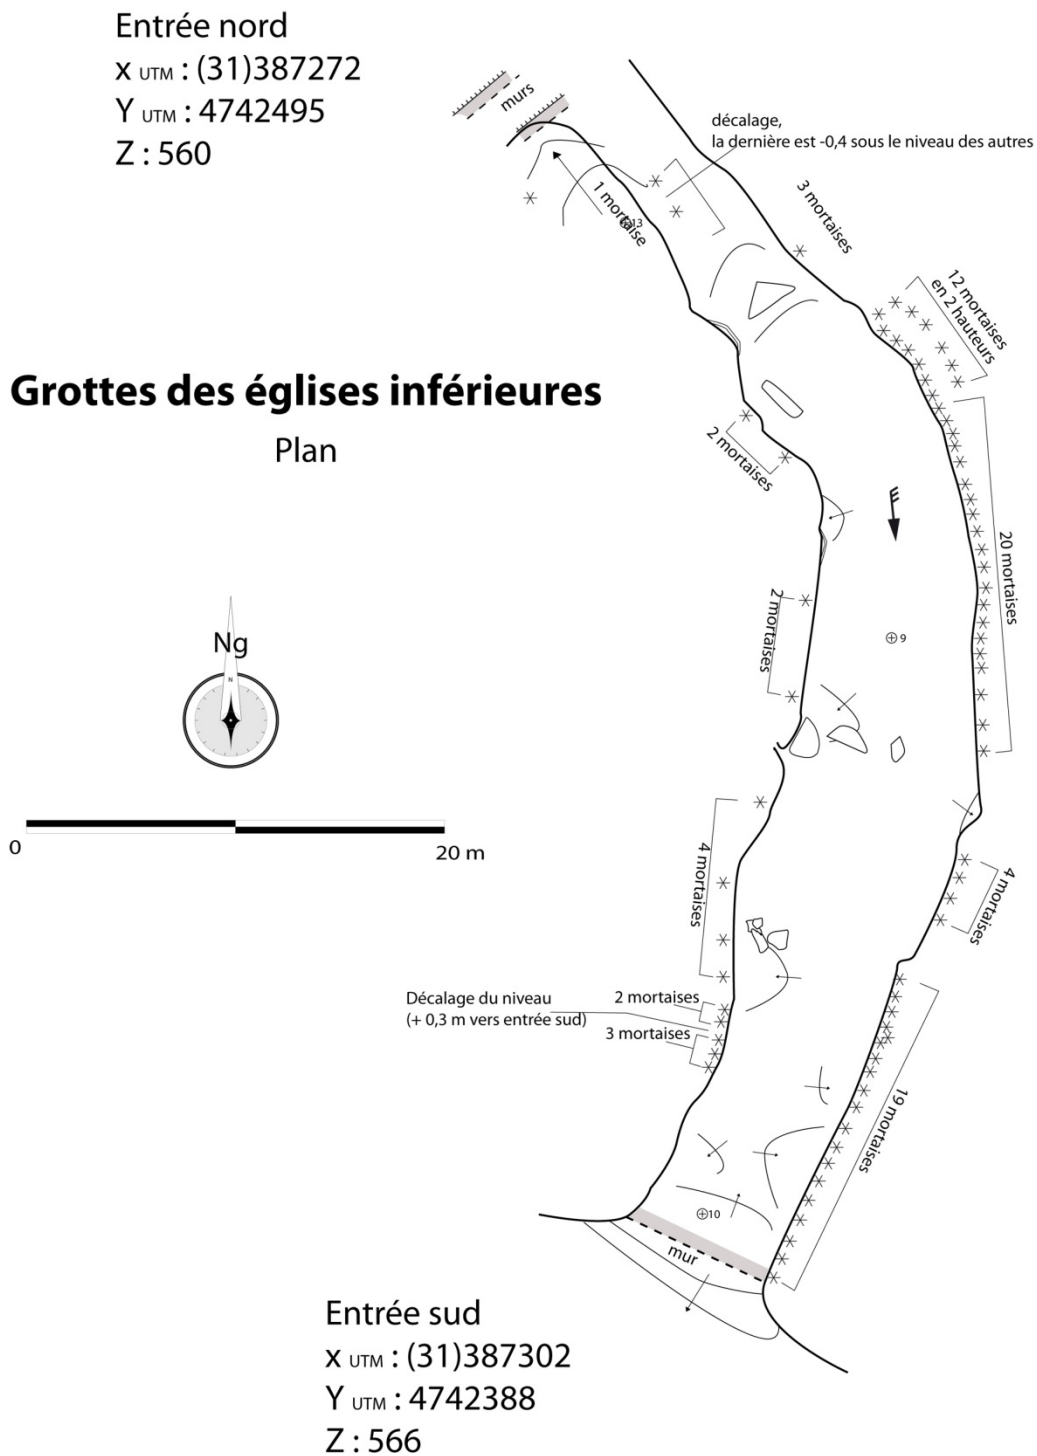 Entrée nord
x UTM : (31)387272
Y UTM : 4742495
Z : 560
murs
décalage,
la dernière est -0,4 sous le niveau des autres
1 mortaise
13
3 mortaises
12 mortaises
en 2 hauteurs
Grottes des églises inférieures
Plan
2 mortaises
20 mortaises
2 mortaises
9
Ng
N
0
20 m
4 mortaises
4 mortaises
Décalage du niveau
(+ 0,3 m vers entrée sud)
2 mortaises
3 mortaises
19 mortaises
10
mur
Entrée sud
x UTM : (31)387302
Y UTM : 4742388
Z : 566